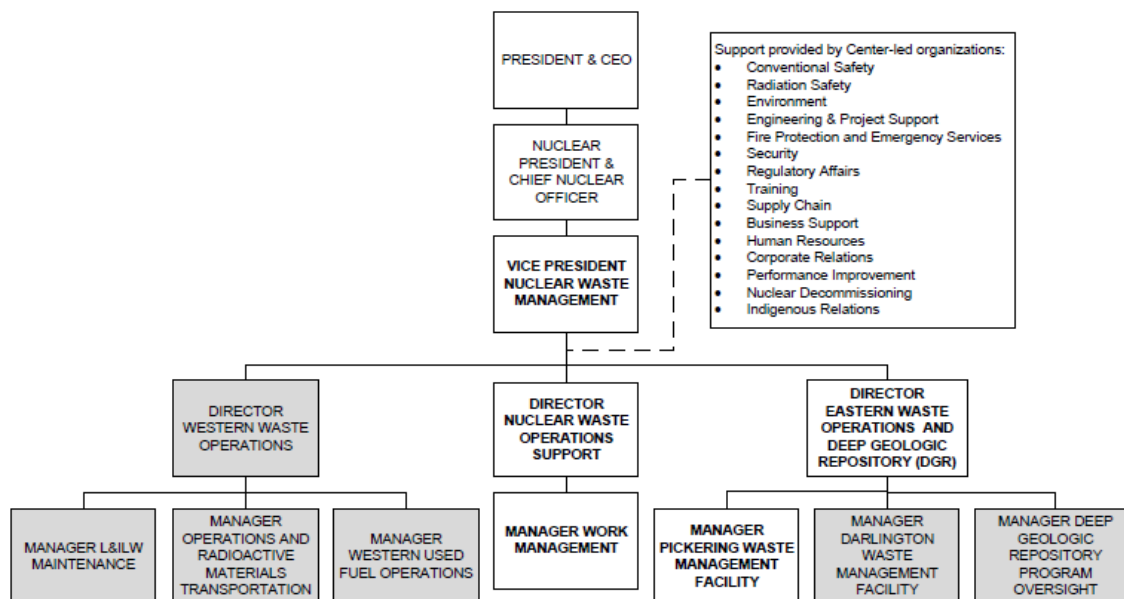 PRESIDENT & CEO
NUCLEAR
PRESIDENT &
CHIEF NUCLEAR
OFFICER
VICE PRESIDENT
NUCLEAR WASTE
MANAGEMENT
Support provided by Center-led organizations:
• Conventional Safety
• Radiation Safety
• Environment
• Engineering & Project Support
• Fire Protection and Emergency Services
• Security
• Regulatory Affairs
• Training
• Supply Chain
• Business Support
• Human Resources
• Corporate Relations
• Performance Improvement
• Nuclear Decommissioning
• Indigenous Relations
DIRECTOR
WESTERN WASTE
OPERATIONS
DIRECTOR
NUCLEAR WASTE
OPERATIONS
SUPPORT
DIRECTOR
EASTERN WASTE
OPERATIONS AND
DEEP GEOLOGIC
REPOSITORY (DGR)
MANAGER L&ILW
MAINTENANCE
MANAGER
OPERATIONS AND
RADIOACTIVE
MATERIALS
TRANSPORTATION
MANAGER
WESTERN USED
FUEL OPERATIONS
MANAGER WORK
MANAGEMENT
MANAGER
PICKERING WASTE
MANAGEMENT
FACILITY
MANAGER
DARLINGTON
WASTE
MANAGEMENT
FACILITY
MANAGER DEEP
GEOLOGIC
REPOSITORY
PROGRAM
OVERSIGHT